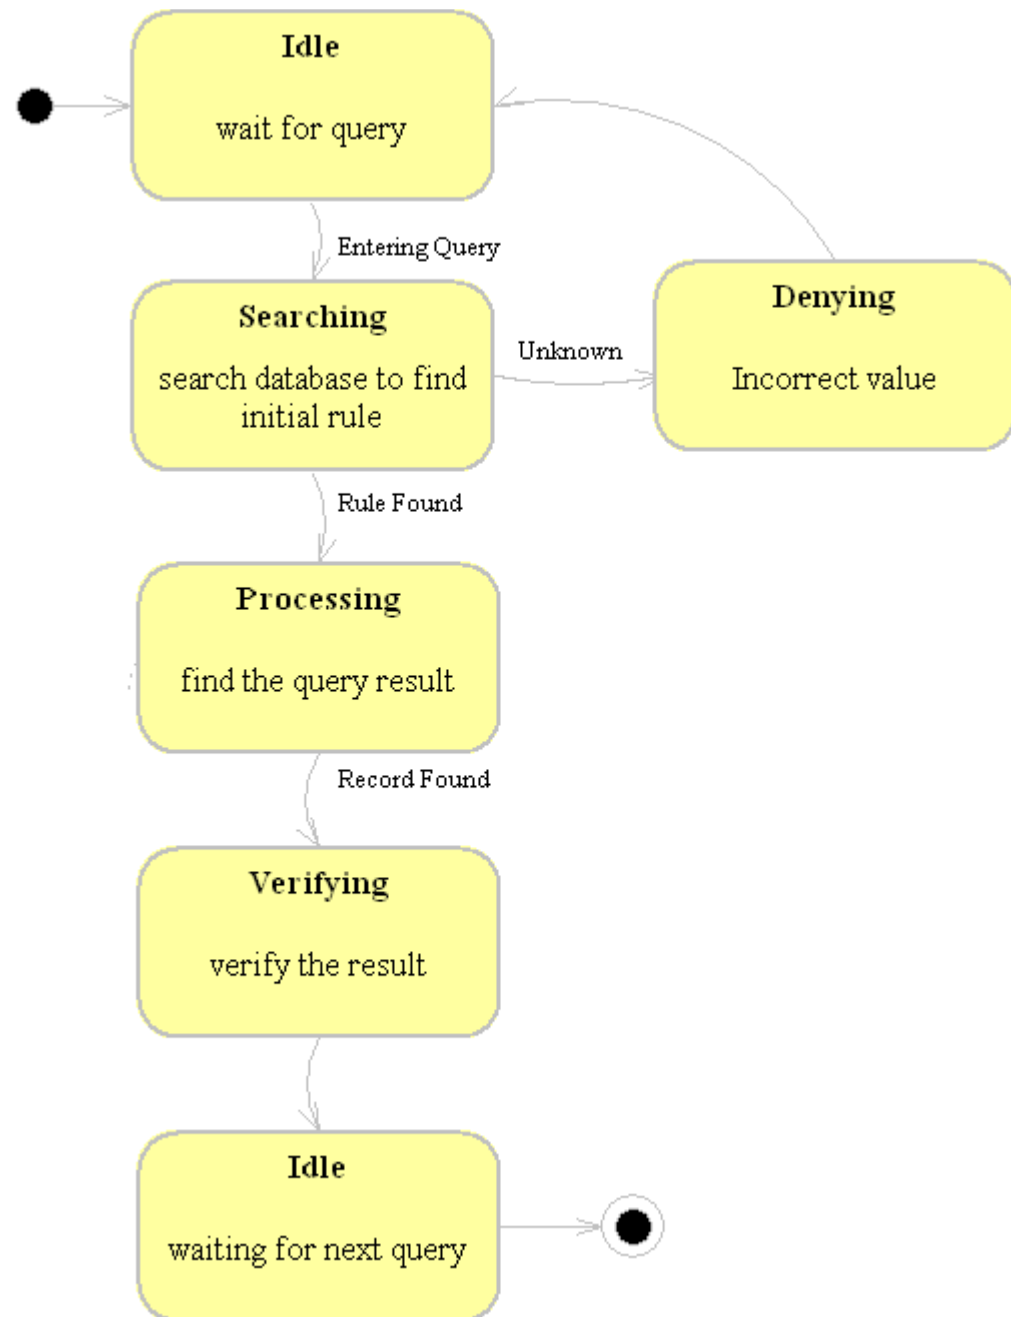 Idle
wait for query
Entering Query
Searching
search database to find
initial rule
Unknown
Denying
Incorrect value
Rule Found
Processing
find the query result
Record Found
Verifying
verify the result
Idle
waiting for next query